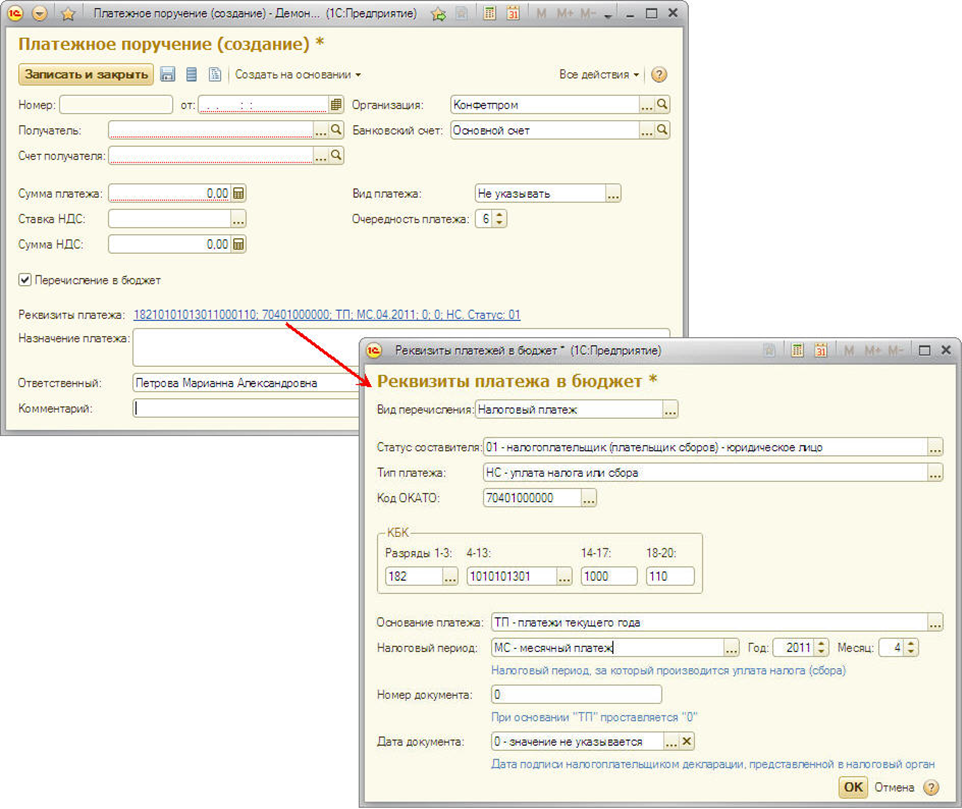 Платежное поручение (создание) - Демон... (1С:Предприятие)
M M+ M-
Платежное поручение (создание) *
Записать и закрыть Создать на основании Все действия ?
Номер: от: . . : : Организация: Конфетпром ...
Получатель: ... Банковский счет: Основной счет ...
Счет получателя: ...
Сумма платежа: 0,00 Вид платежа: Не указывать ...
Ставка НДС: ... Очередность платежа: 6
Сумма НДС: 0,00
Перечисление в бюджет
Реквизиты платежа: 18210101013011000110; 70401000000; ТП; МС.04.2011; 0; 0; НС. Статус: 01
Назначение платежа:
Ответственный: Петрова Марианна Александровна
Комментарий:
Реквизиты платежей в бюджет * (1С:Предприятие)
M M+ M-
Реквизиты платежа в бюджет *
Вид перечисления: Налоговый платеж ...
Статус составителя: 01 - налогоплательщик (плательщик сборов) - юридическое лицо ...
Тип платежа: НС - уплата налога или сбора ...
Код ОКАТО: 70401000000 ...
КБК
Разряды 1-3: 4-13: 14-17: 18-20:
182 ... 1010101301 ... 1000 110
Основание платежа: ТП - платежи текущего года ...
Налоговый период: МС - месячный платеж ... Год: 2011 Месяц: 4
Налоговый период, за который производится уплата налога (сбора)
Номер документа: 0
При основании "ТП" проставляется "0"
Дата документа: 0 - значение не указывается ...
Дата подписи налогоплательщиком декларации, представленной в налоговый орган
ОК Отмена ?